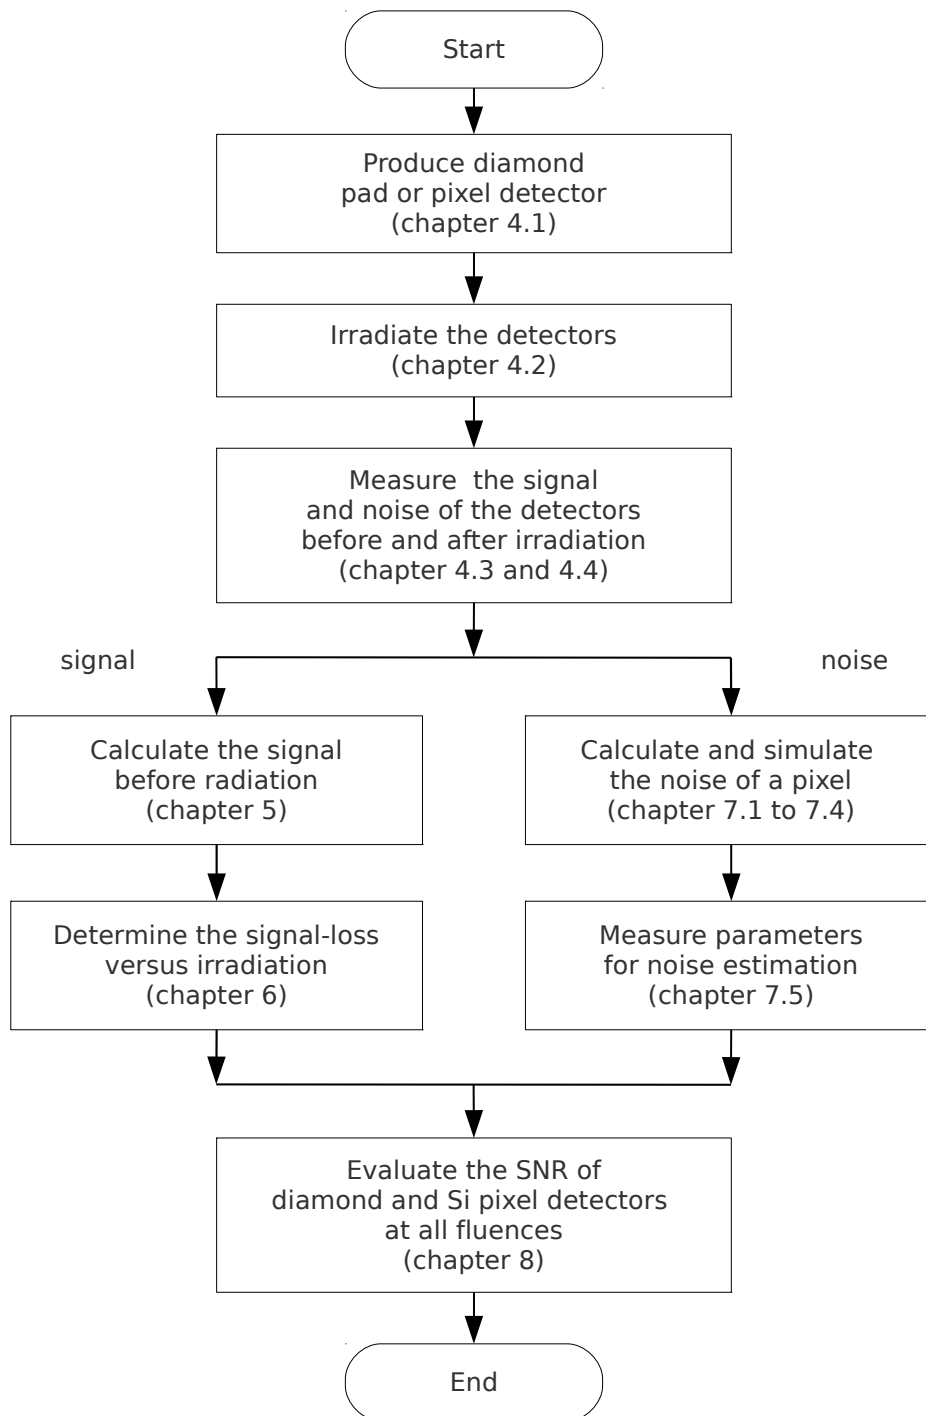 Start
Produce diamond
pad or pixel detector
(chapter 4.1)
Irradiate the detectors
(chapter 4.2)
Measure  the signal
and noise of the detectors
before and after irradiation
(chapter 4.3 and 4.4)
signal
noise
Calculate the signal
before radiation
(chapter 5)
Calculate and simulate
the noise of a pixel
(chapter 7.1 to 7.4)
Determine the signal-loss
versus irradiation
(chapter 6)
Measure parameters
for noise estimation
(chapter 7.5)
Evaluate the SNR of
diamond and Si pixel detectors
at all fluences
(chapter 8)
End